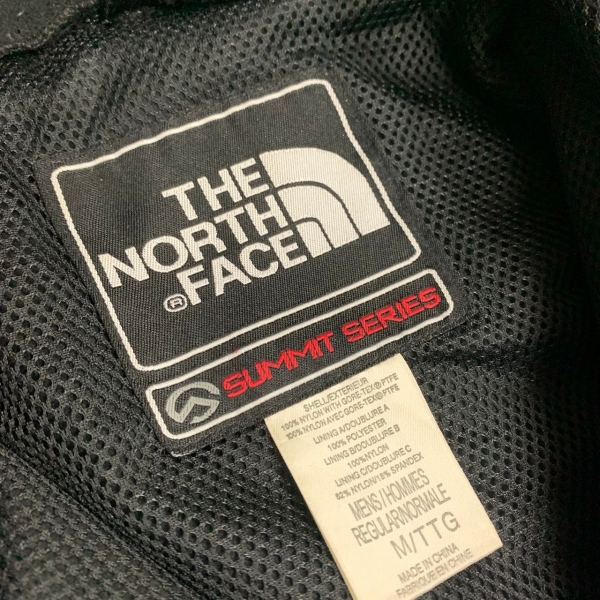 THE
NORTH
FACE
®
SUMMIT SERIES
SHELL/EXTERIEUR
100% NYLON WITH GORE-TEX® PTFE
100% NYLON AVEC GORE-TEX® PTFE
LINING A/DOUBLURE A
100% POLYESTER
LINING B/DOUBLURE B
100% NYLON
LINING C/DOUBLURE C
82% NYLON/18% SPANDEX
MENS/HOMMES
REGULAR/NORMALE
M/TTG
MADE IN CHINA
FABRIQUE EN CHINE